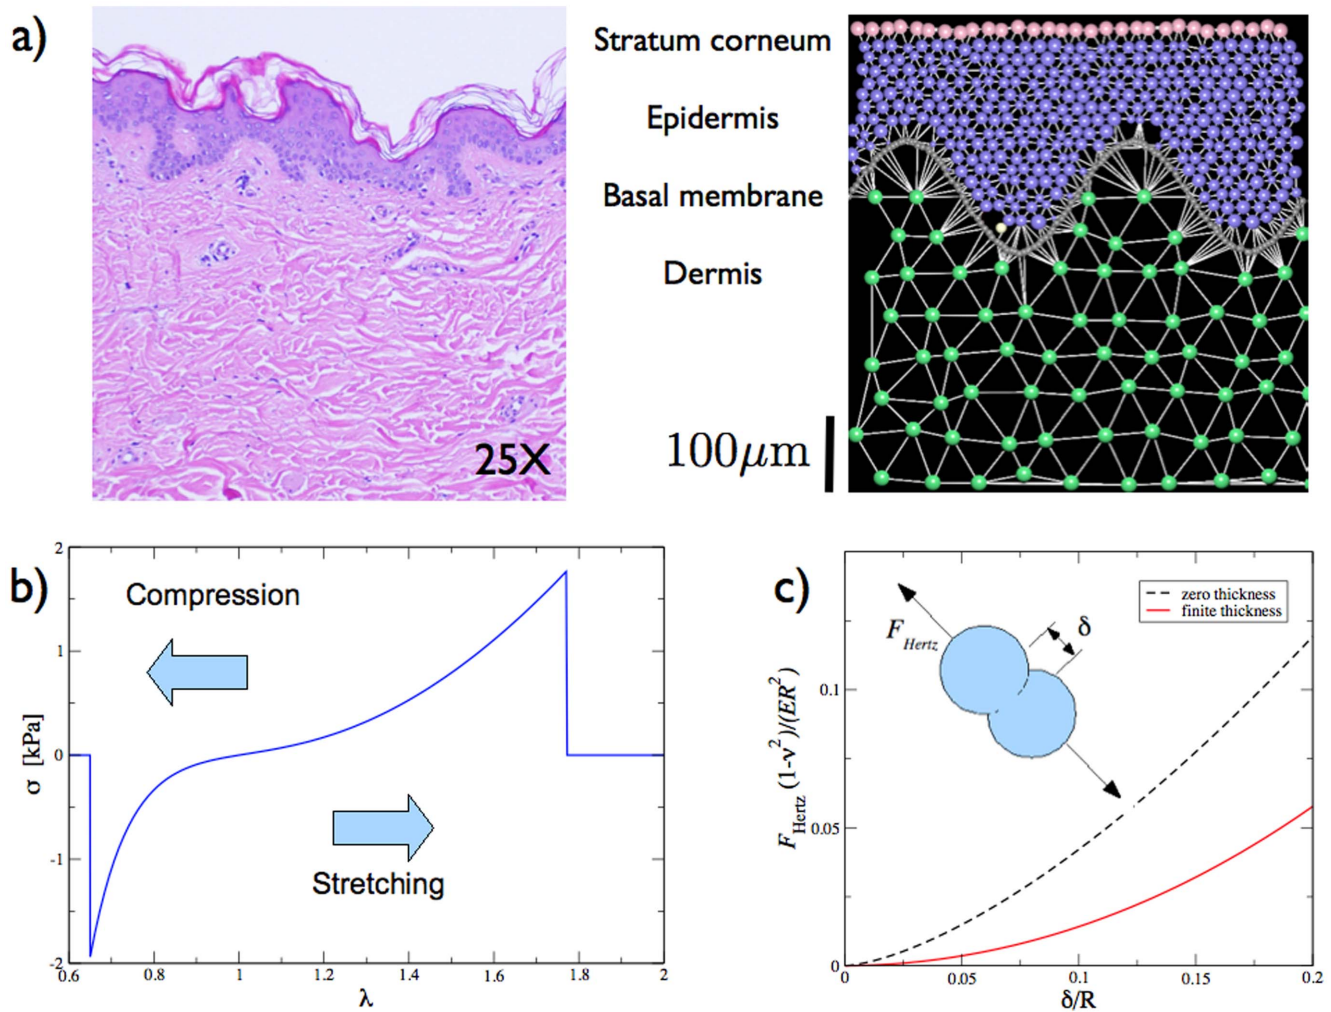 a)
Stratum corneum
Epidermis
Basal membrane
Dermis
25X
100μm
b)
Compression
Stretching
σ [kPa]
2
1
0
-1
-2
0.6 0.8 1 1.2 1.4 1.6 1.8 2
λ
c)
zero thickness
finite thickness
F_Hertz
δ
F_Hertz (1-ν²)/(ER²)
0.1
0.05
0
0 0.05 0.1 0.15 0.2
δ/R